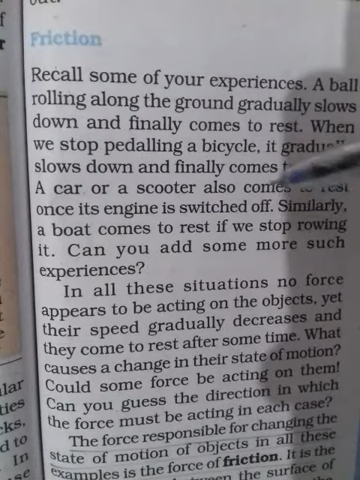 out.
Friction
Recall some of your experiences. A ball
rolling along the ground gradually slows
down and finally comes to rest. When
we stop pedalling a bicycle, it
slows down and finally comes
A car or a scooter also comes to rest
once its engine is switched off. Similarly,
a boat comes to rest if we stop rowing
it. Can you add some more such
experiences?
In all these situations no force
appears to be acting on the objects, yet
their speed gradually decreases and
they come to rest after some time. What
causes a change in their state of motion?
Could some force be acting on them!
Can you guess the direction in which
the force must be acting in each case?
The force responsible for changing the
state of motion of objects in all these
examples is the force of friction. It is the
between the surface of